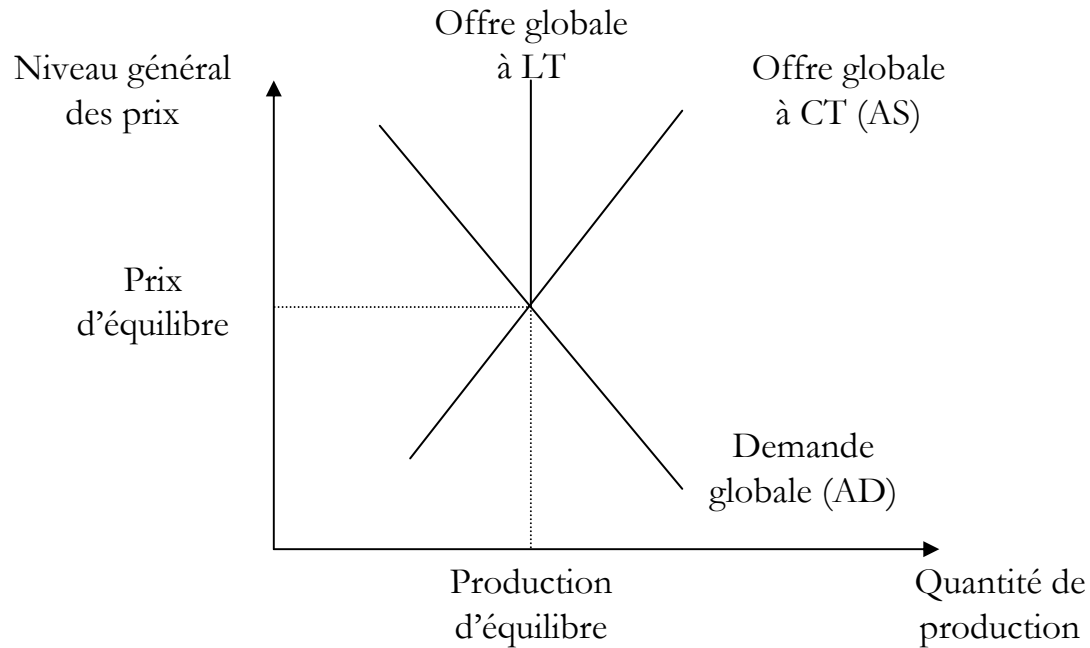 Offre globale
à LT
Niveau général
des prix
Offre globale
à CT (AS)
Prix
d’équilibre
Demande
globale (AD)
Production
d’équilibre
Quantité de
production